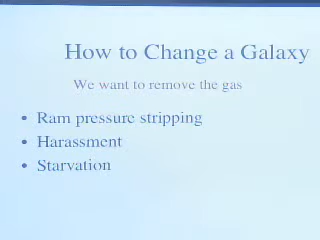 How to Change a Galaxy
We want to remove the gas
• Ram pressure stripping
• Harassment
• Starvation